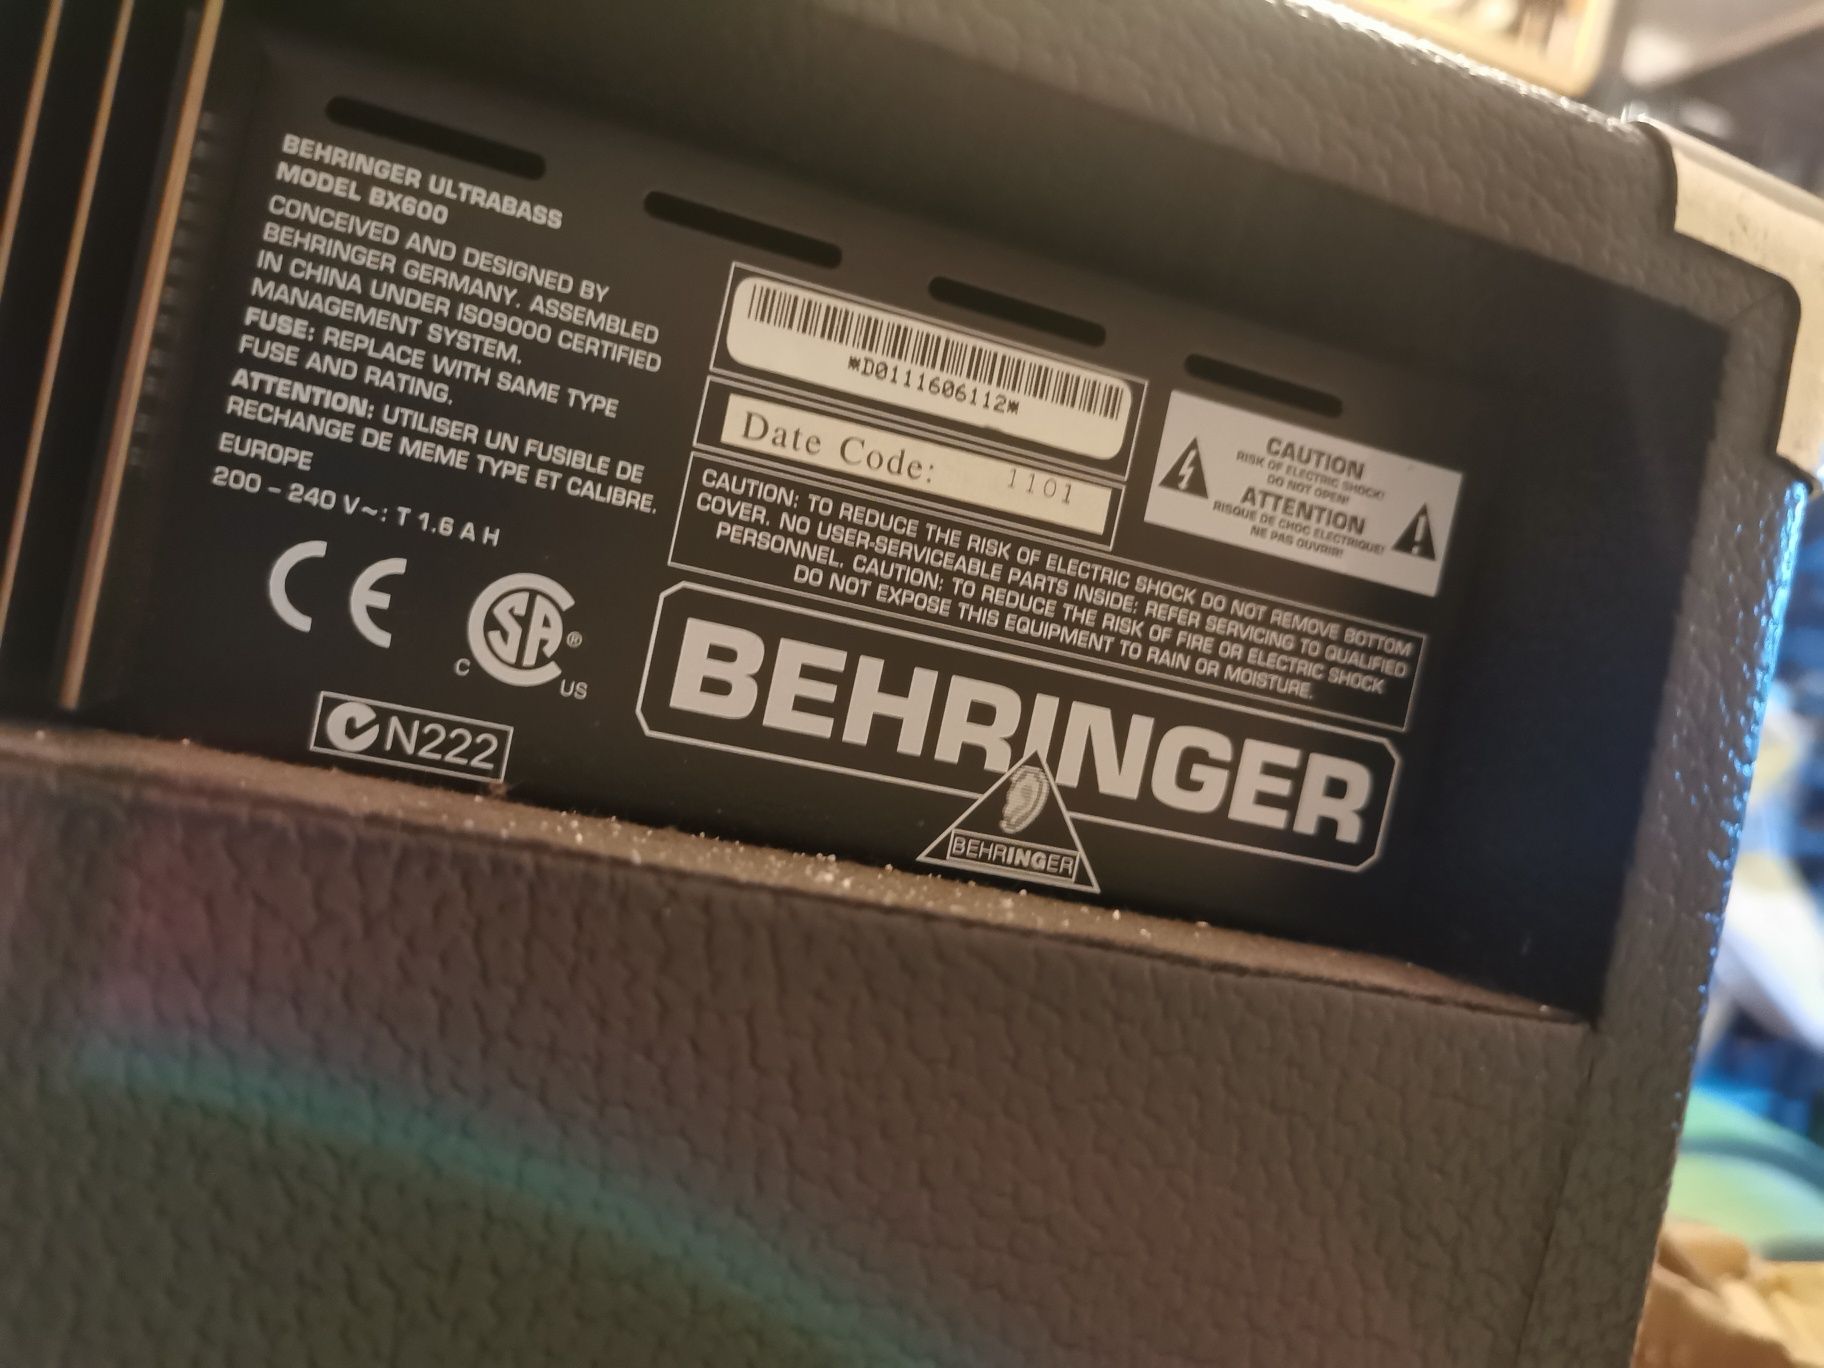 BEHRINGER ULTRABASS
MODEL BX600
CONCEIVED AND DESIGNED BY
BEHRINGER GERMANY. ASSEMBLED
IN CHINA UNDER ISO9000 CERTIFIED
MANAGEMENT SYSTEM.
FUSE: REPLACE WITH SAME TYPE
FUSE AND RATING.
ATTENTION: UTILISER UN FUSIBLE DE
RECHANGE DE MEME TYPE ET CALIBRE.
EUROPE
200 – 240 V~: T 1.6 A H
CE
C SA ® US
N222
*D0111606112*
Date Code: 1101
CAUTION
RISK OF ELECTRIC SHOCK!
DO NOT OPEN!
ATTENTION
RISQUE DE CHOC ELECTRIQUE!
NE PAS OUVRIR!
CAUTION: TO REDUCE THE RISK OF ELECTRIC SHOCK DO NOT REMOVE BOTTOM
COVER. NO USER-SERVICEABLE PARTS INSIDE; REFER SERVICING TO QUALIFIED
PERSONNEL. CAUTION: TO REDUCE THE RISK OF FIRE OR ELECTRIC SHOCK
DO NOT EXPOSE THIS EQUIPMENT TO RAIN OR MOISTURE.
BEHRINGER
BEHRINGER